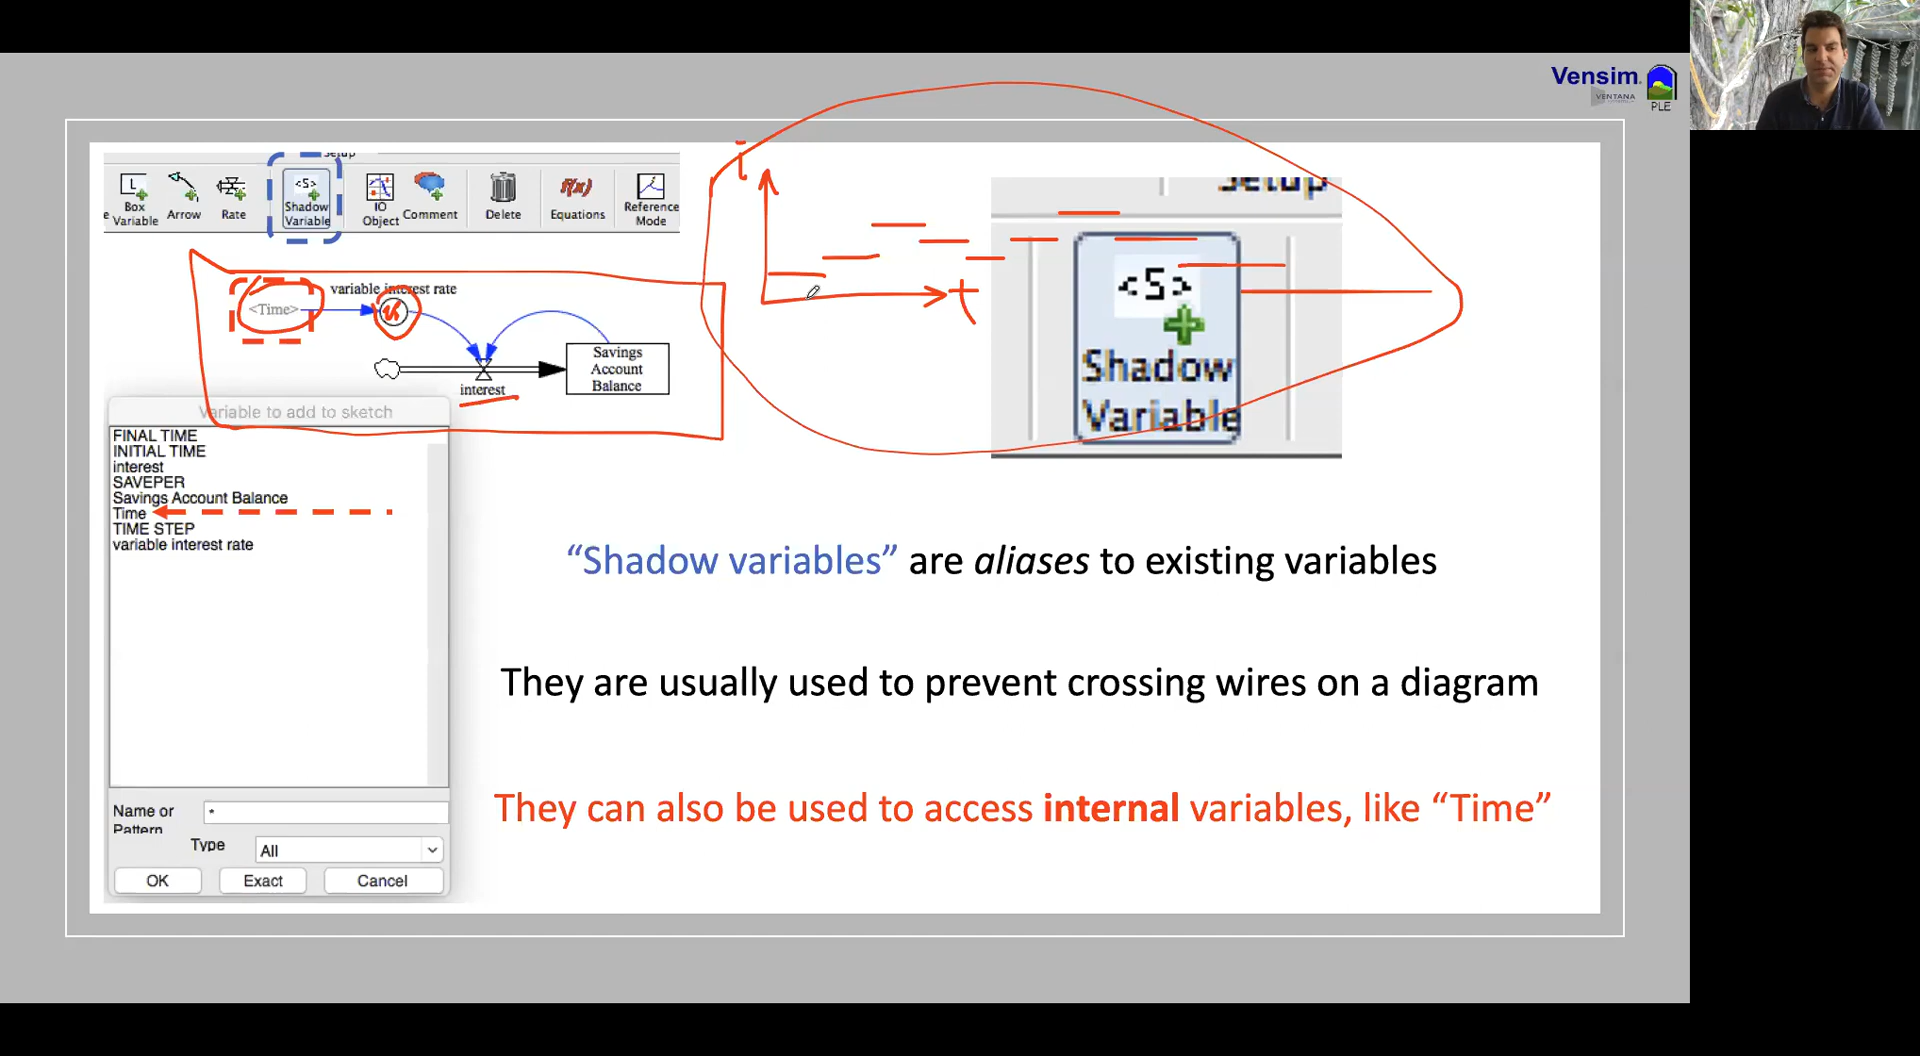 Vensim
VENTANA
PLE
Setup
Box
Variable
Arrow
Rate
<S>
Shadow
Variable
IO
Object
Comment
Delete
f(x)
Equations
Reference
Mode
i
t
Setup
<S>
Shadow
Variable
<Time>
variable interest rate
interest
Savings
Account
Balance
Variable to add to sketch
FINAL TIME
INITIAL TIME
interest
SAVEPER
Savings Account Balance
Time
TIME STEP
variable interest rate
Name or
Pattern
*
Type
All
OK
Exact
Cancel
“Shadow variables” are aliases to existing variables
They are usually used to prevent crossing wires on a diagram
They can also be used to access internal variables, like “Time”